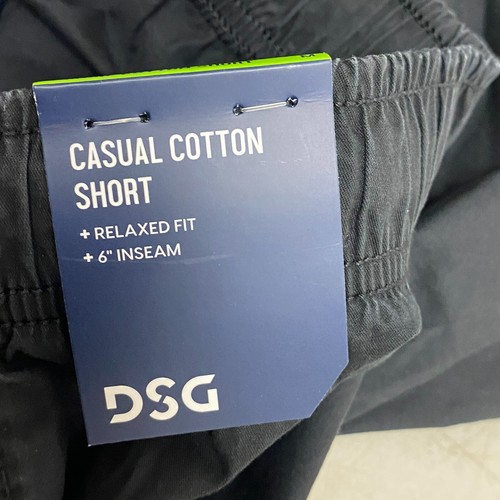 CASUAL COTTON
SHORT
+ RELAXED FIT
+ 6" INSEAM
DSG